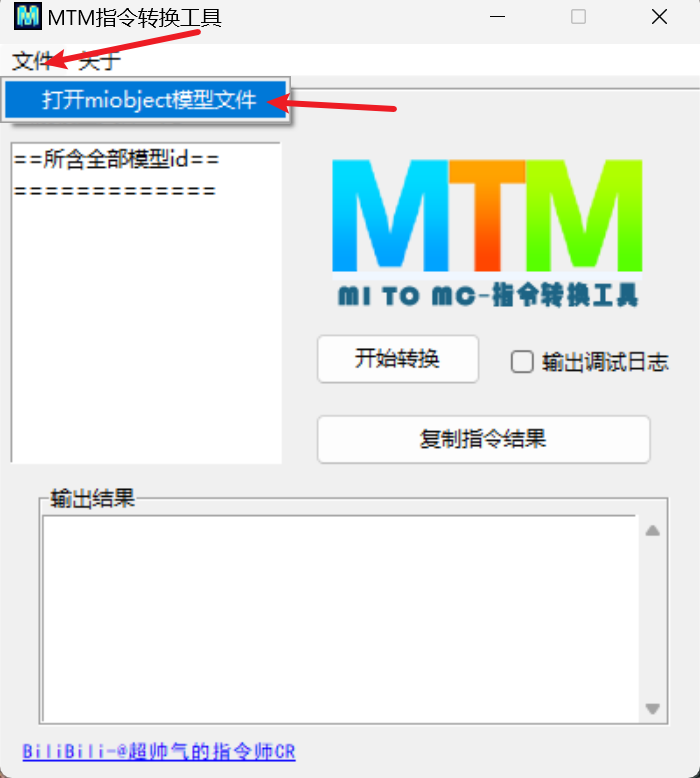 MTM指令转换工具
文件 关于
打开miobject模型文件
==所含全部模型id==
=============
MTM
MI TO MC-指令转换工具
开始转换
输出调试日志
复制指令结果
输出结果
BiliBili-@超帅气的指令师CR